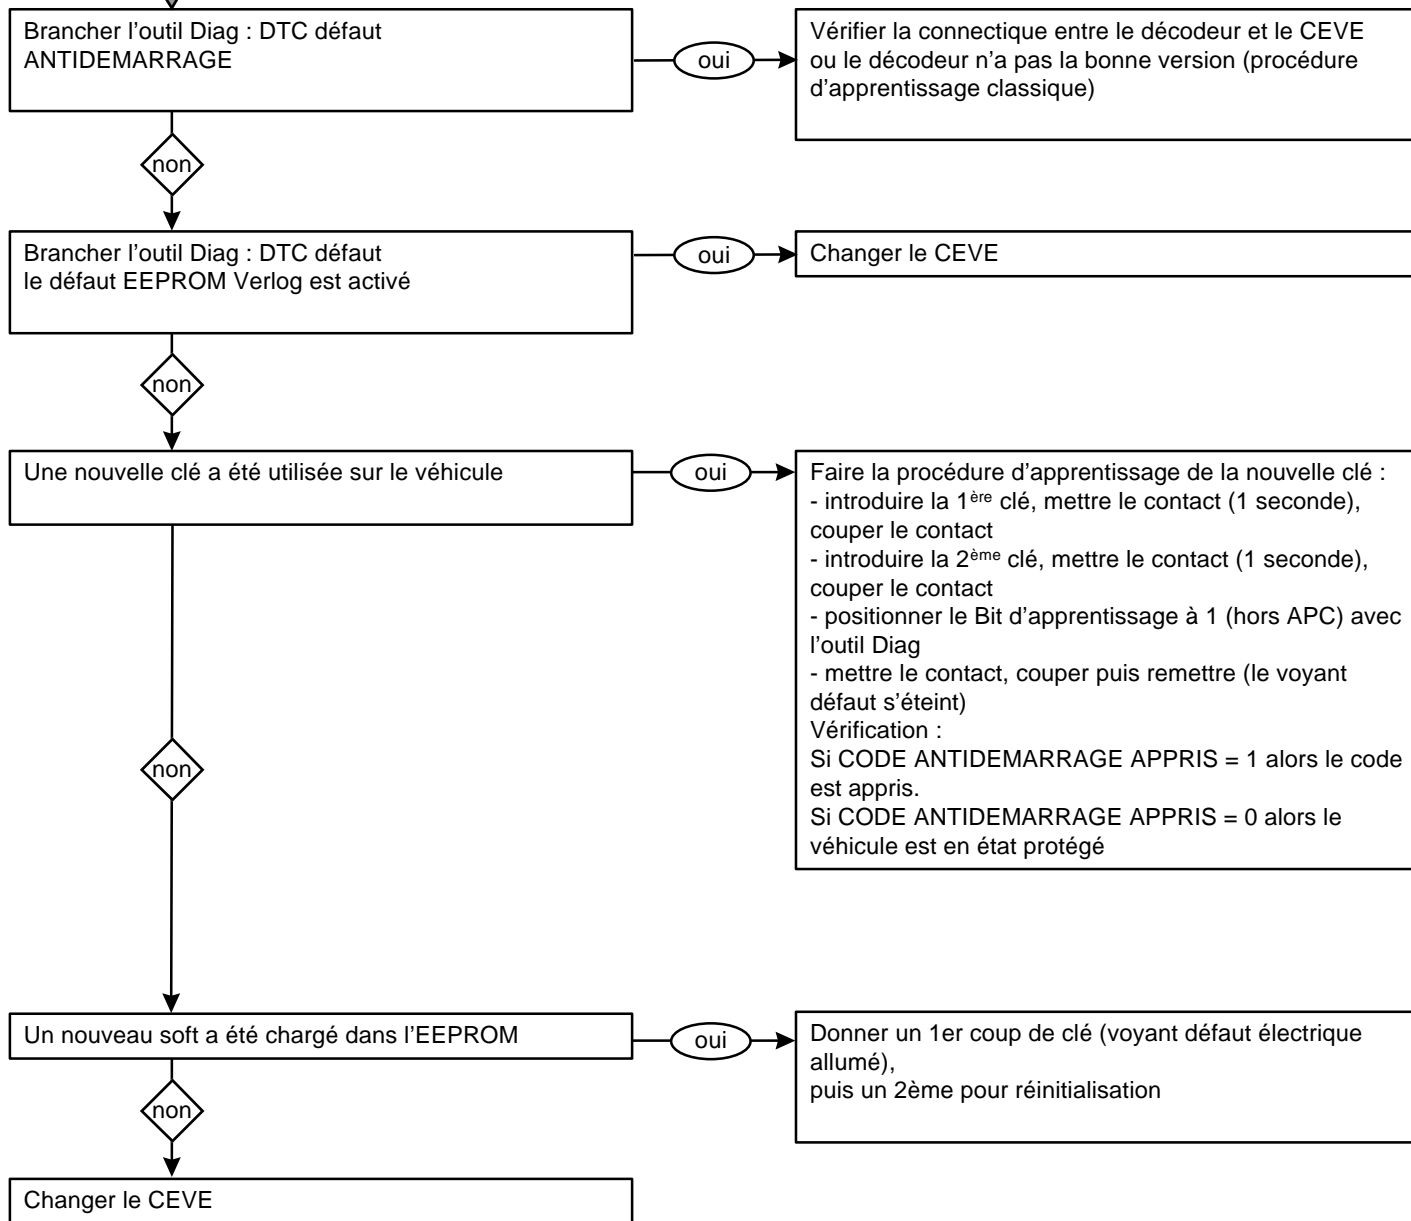 Brancher l’outil Diag : DTC défaut
ANTIDEMARRAGE
oui
Vérifier la connectique entre le décodeur et le CEVE
ou le décodeur n’a pas la bonne version (procédure
d’apprentissage classique)
non
Brancher l’outil Diag : DTC défaut
le défaut EEPROM Verlog est activé
oui
Changer le CEVE
non
Une nouvelle clé a été utilisée sur le véhicule
oui
Faire la procédure d’apprentissage de la nouvelle clé :
- introduire la 1ère clé, mettre le contact (1 seconde),
couper le contact
- introduire la 2ème clé, mettre le contact (1 seconde),
couper le contact
- positionner le Bit d’apprentissage à 1 (hors APC) avec
l’outil Diag
- mettre le contact, couper puis remettre (le voyant
défaut s’éteint)
Vérification :
Si CODE ANTIDEMARRAGE APPRIS = 1 alors le code
est appris.
Si CODE ANTIDEMARRAGE APPRIS = 0 alors le
véhicule est en état protégé
non
Un nouveau soft a été chargé dans l’EEPROM
oui
Donner un 1er coup de clé (voyant défaut électrique
allumé),
puis un 2ème pour réinitialisation
non
Changer le CEVE